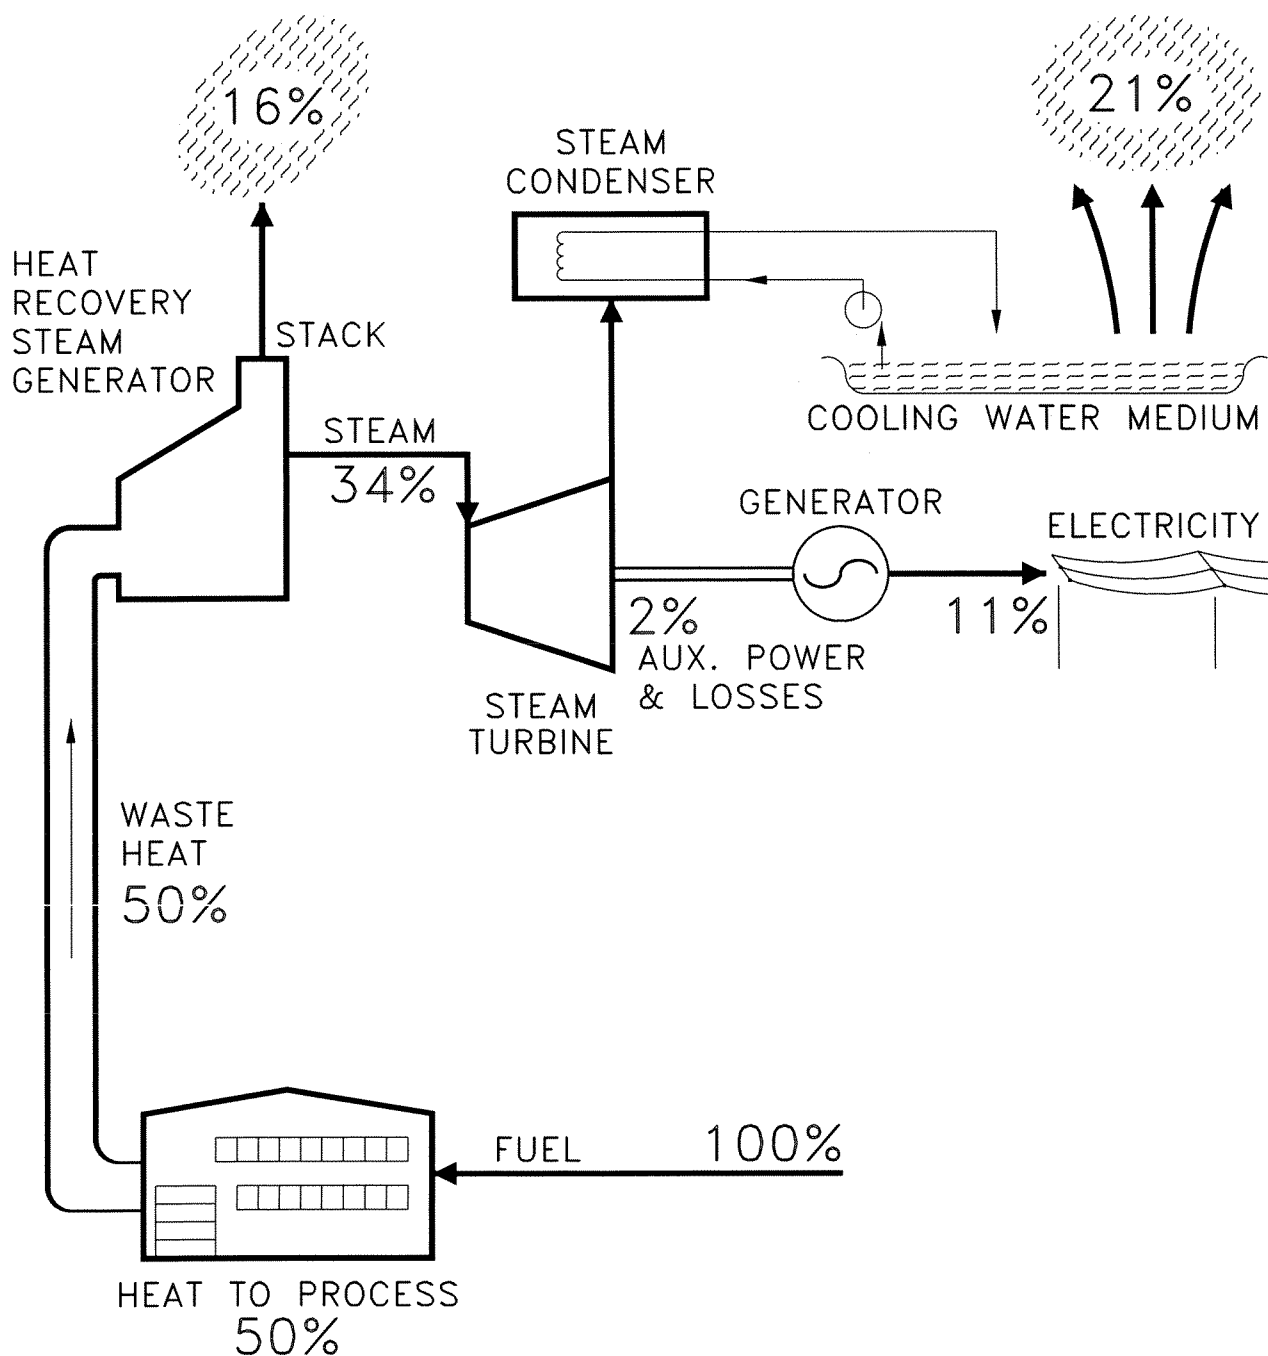 16%
21%
STEAM
CONDENSER
HEAT
RECOVERY
STEAM
GENERATOR
STACK
COOLING WATER MEDIUM
STEAM
34%
GENERATOR
ELECTRICITY
2%
11%
AUX. POWER
& LOSSES
STEAM
TURBINE
WASTE
HEAT
50%
FUEL
100%
HEAT TO PROCESS
50%